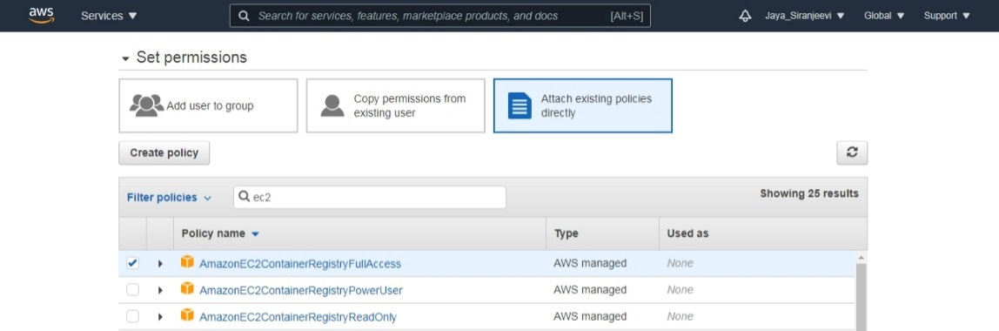 aws Services Search for services, features, marketplace products, and docs [Alt+S] Jaya_Siranjeevi Global Support
Set permissions
Add user to group
Copy permissions from
existing user
Attach existing policies
directly
Create policy
Filter policies ec2 Showing 25 results
Policy name Type Used as
AmazonEC2ContainerRegistryFullAccess AWS managed None
AmazonEC2ContainerRegistryPowerUser AWS managed None
AmazonEC2ContainerRegistryReadOnly AWS managed None